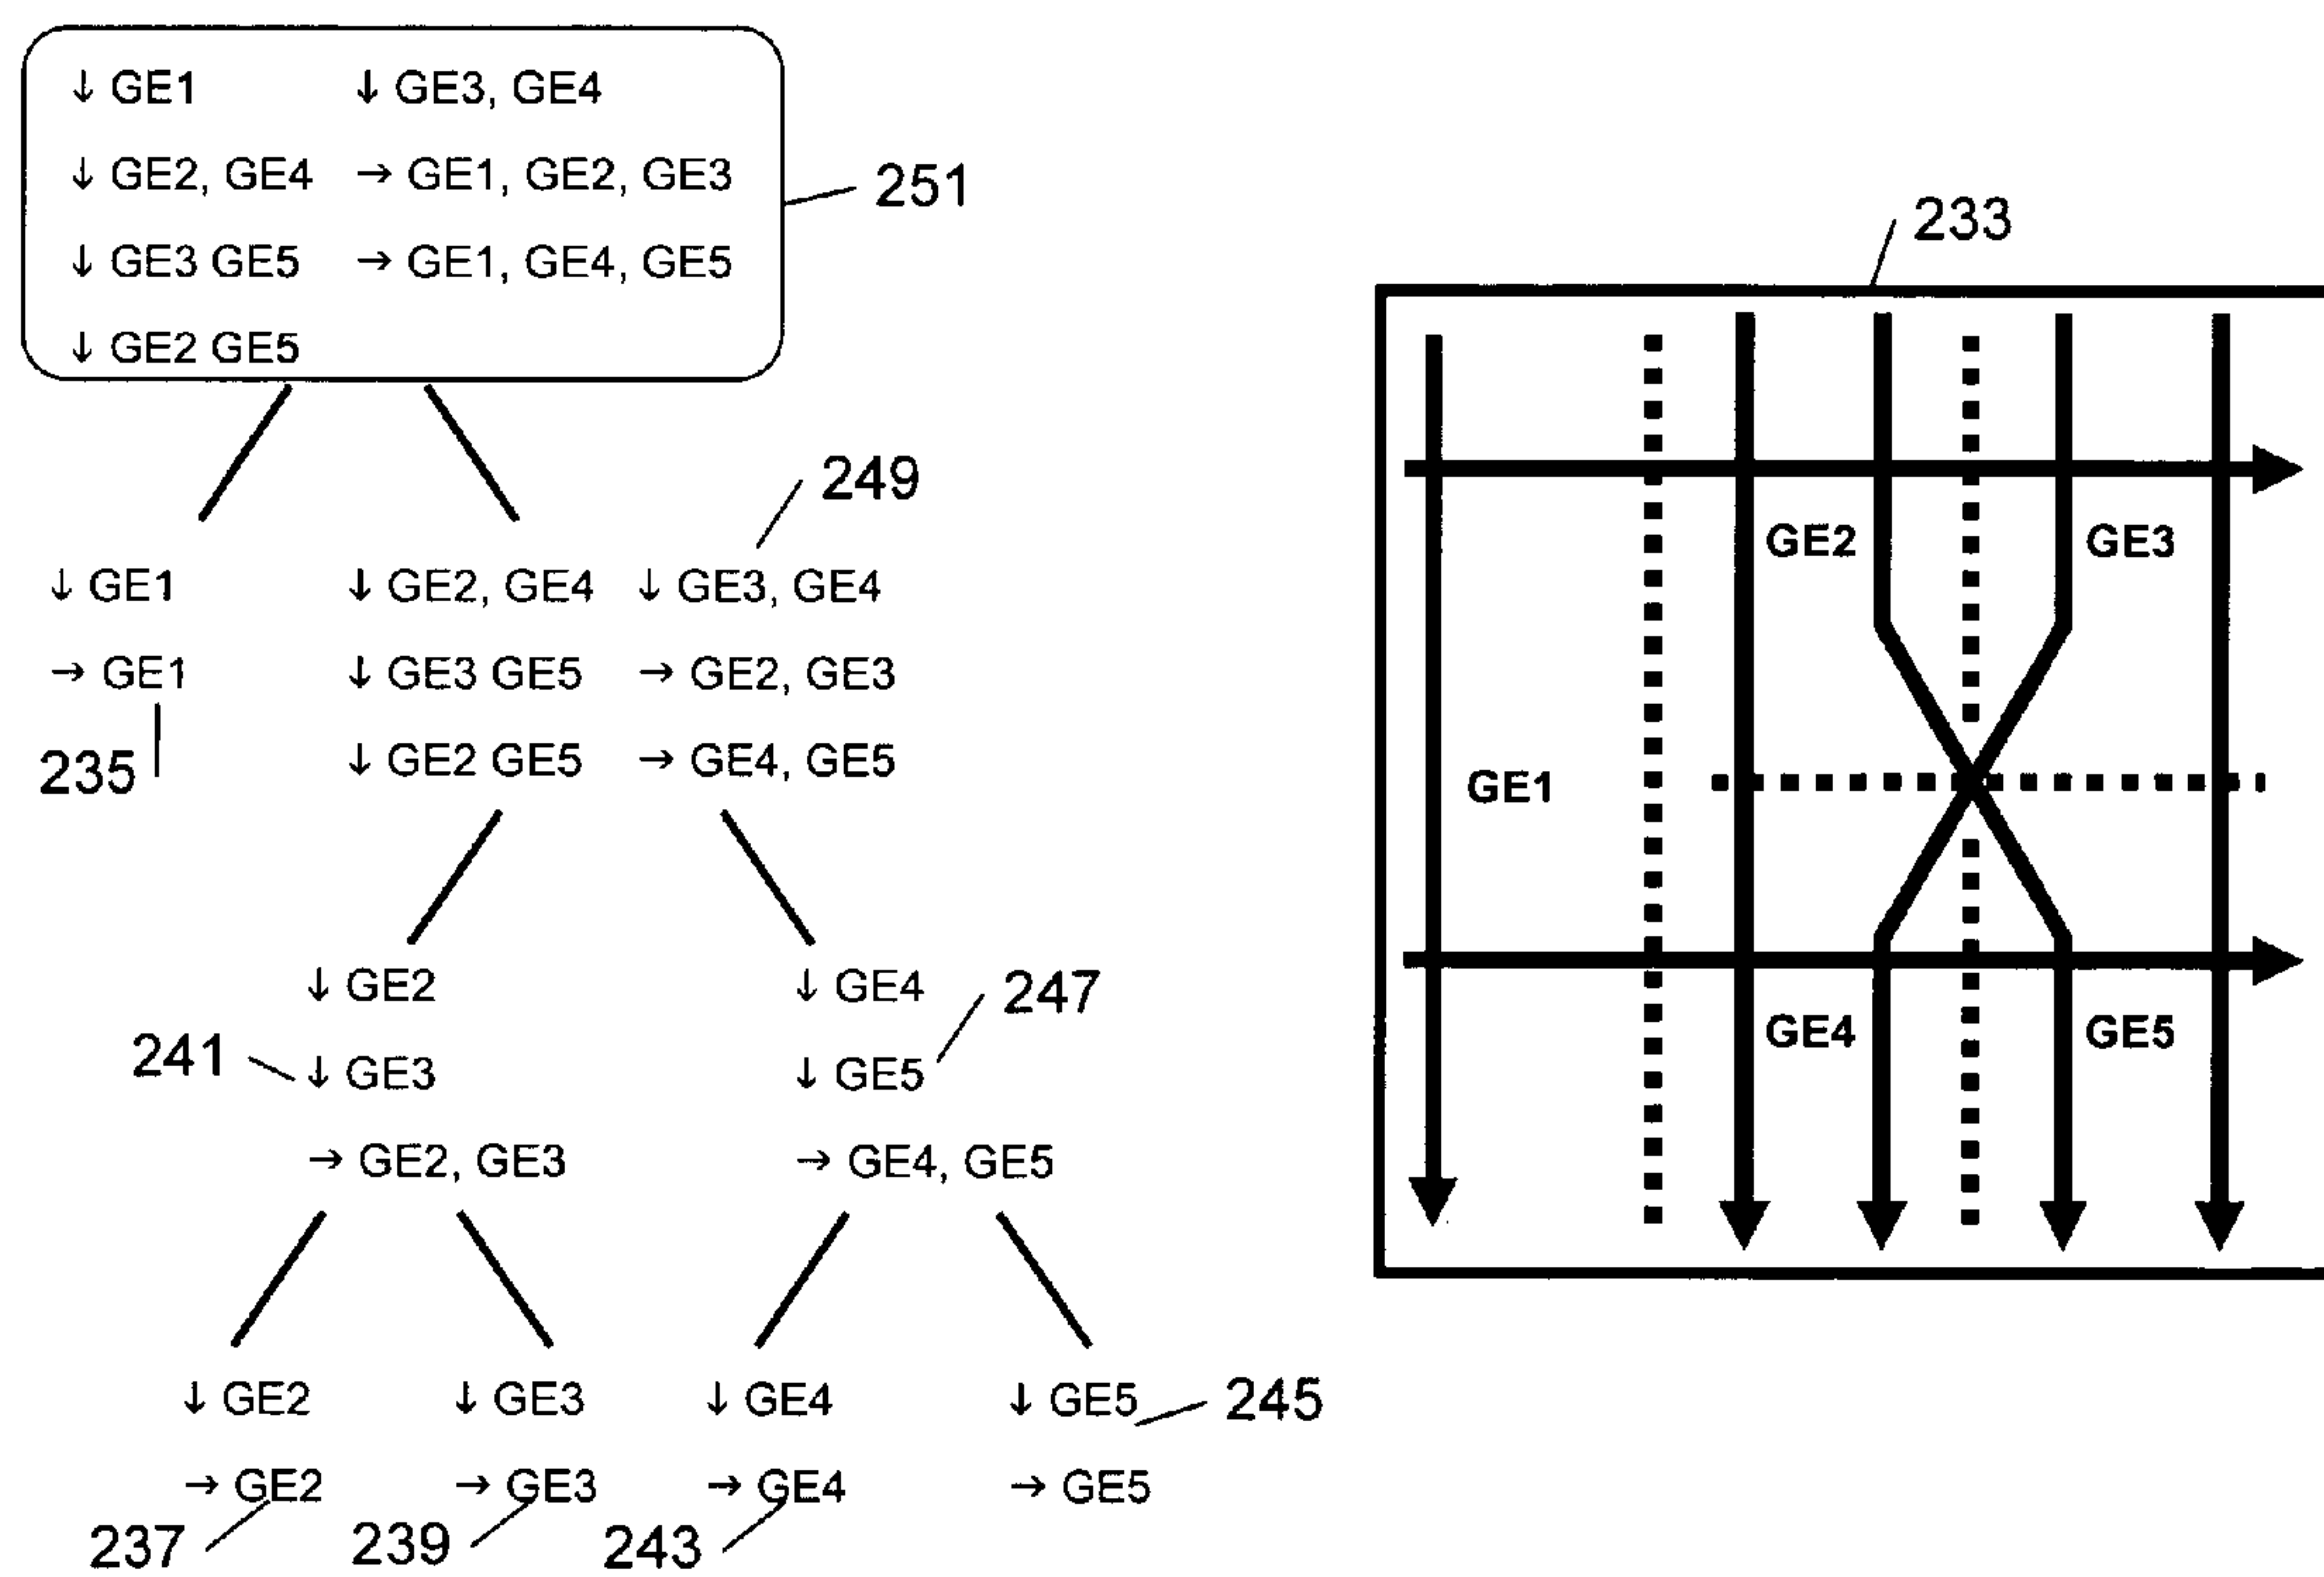 ↓ GE1 ↓ GE3, GE4
↓ GE2, GE4 → GE1, GE2, GE3
251
↓ GE3 GE5 → GE1, GE4, GE5
↓ GE2 GE5
233
249
↓ GE1 ↓ GE2, GE4 ↓ GE3, GE4
→ GE1 ↓ GE3 GE5 → GE2, GE3
235 ↓ GE2 GE5 → GE4, GE5
GE2 GE3
GE1
GE4 GE5
↓ GE2 ↓ GE4
247
241 ↓ GE3 ↓ GE5
→ GE2, GE3 → GE4, GE5
↓ GE2 ↓ GE3 ↓ GE4 ↓ GE5 245
→ GE2 → GE3 → GE4 → GE5
237 239 243